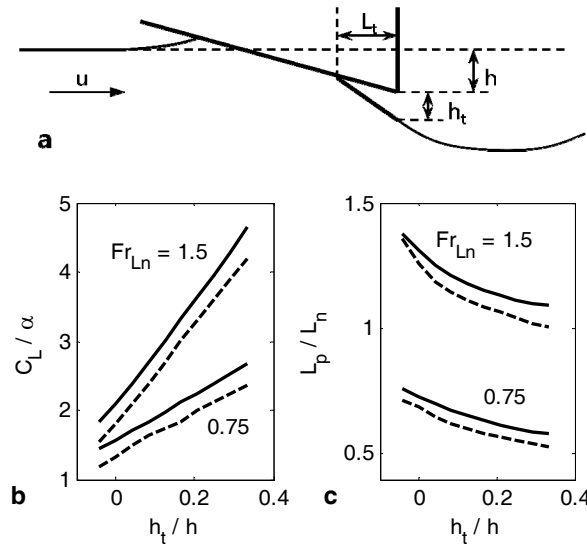 L_t
h
u
h_t
a
5
4
3
2
1
C_L / α
Fr_Ln = 1.5
0.75
0 0.2 0.4
h_t / h
b
1.5
1
0.5
L_p / L_n
Fr_Ln = 1.5
0.75
0 0.2 0.4
h_t / h
c